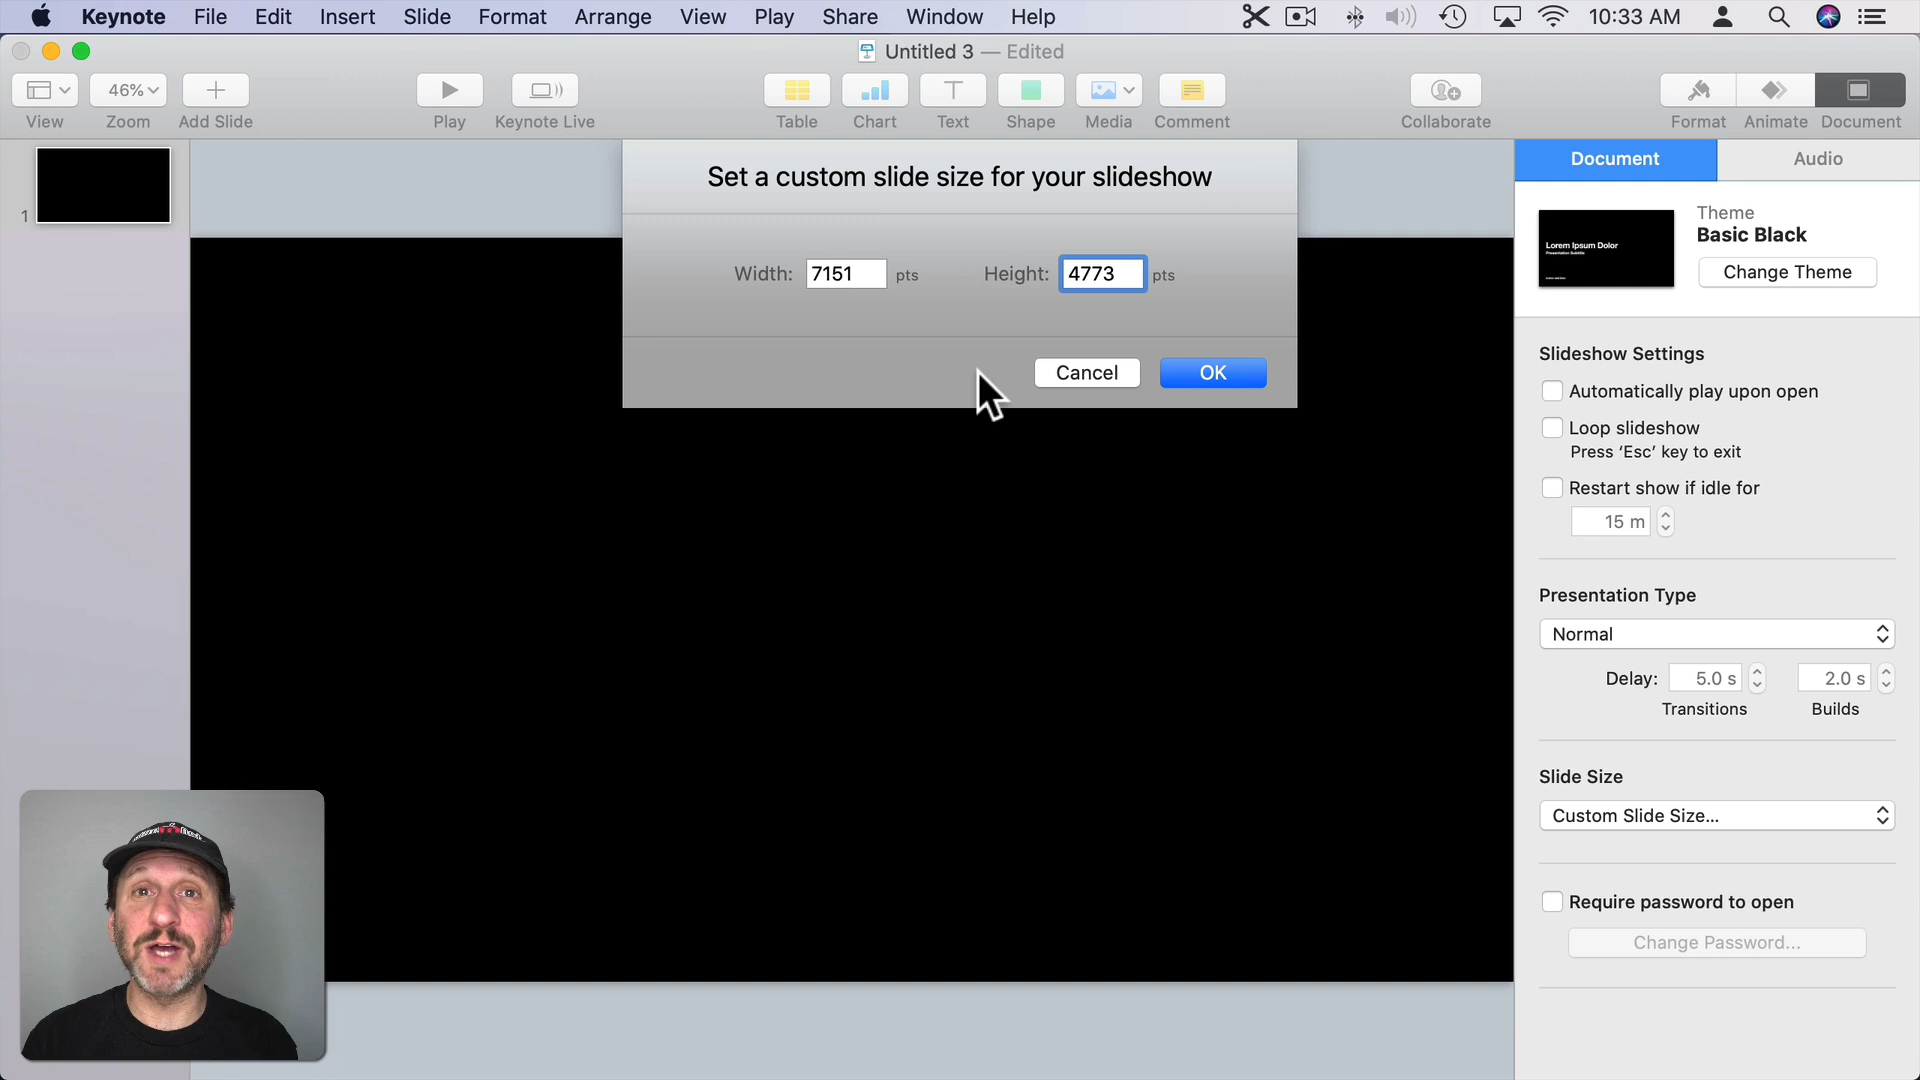 Keynote File Edit Insert Slide Format Arrange View Play Share Window Help 10:33 AM
Untitled 3 — Edited
46%
View Zoom Add Slide Play Keynote Live Table Chart Text Shape Media Comment Collaborate Format Animate Document
Set a custom slide size for your slideshow
Width: 7151 pts Height: 4773 pts
Cancel OK
1
Document Audio
Lorem Ipsum Dolor
Presentation Subtitle
Theme
Basic Black
Change Theme
Slideshow Settings
Automatically play upon open
Loop slideshow
Press ‘Esc’ key to exit
Restart show if idle for
15 m
Presentation Type
Normal
Delay: 5.0 s 2.0 s
Transitions Builds
Slide Size
Custom Slide Size...
Require password to open
Change Password...